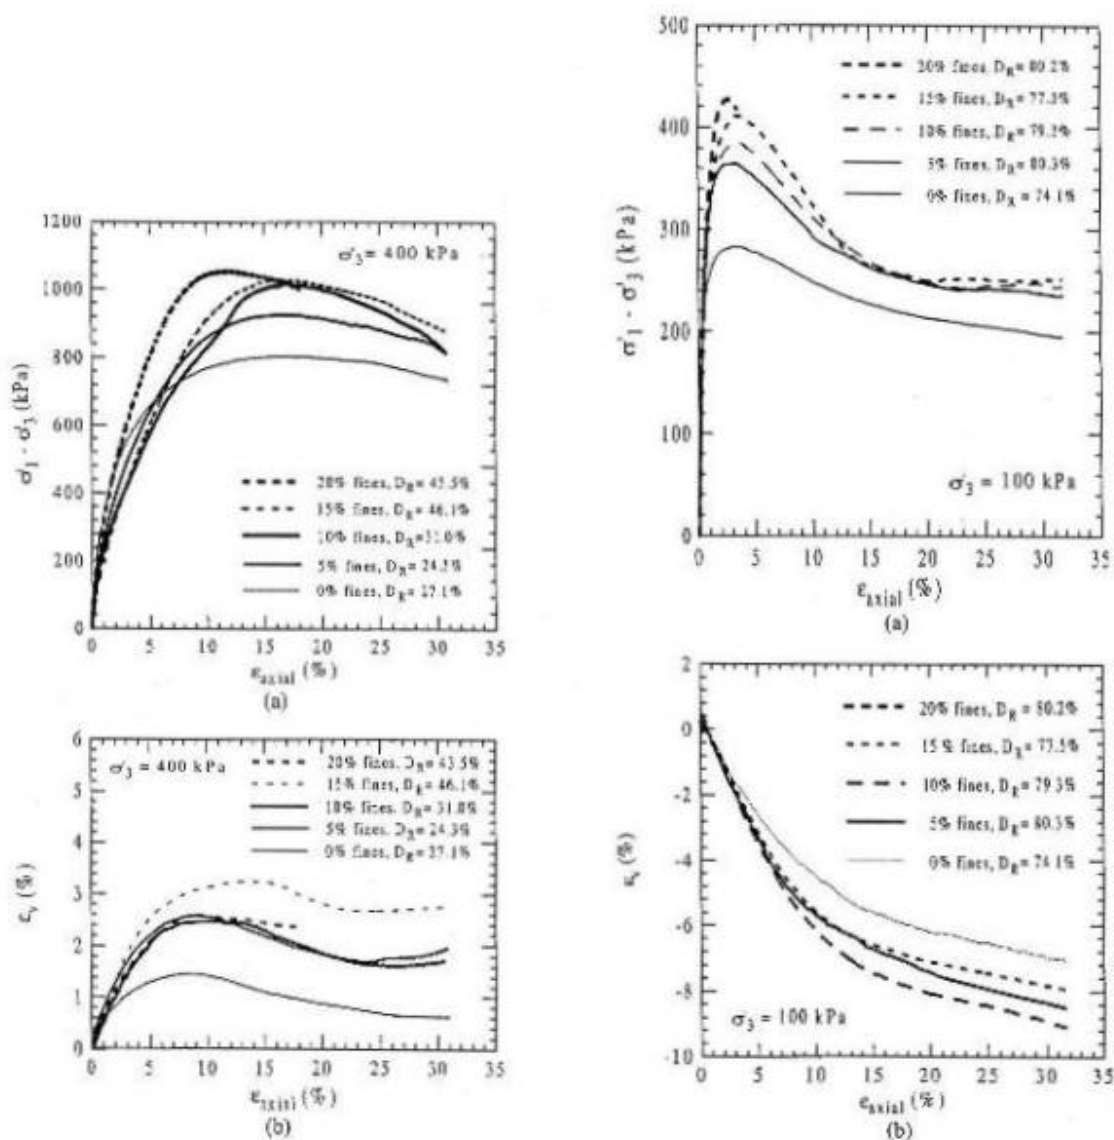 1200
1000
800
600
400
200
0
σ'1 - σ'3 (kPa)
σ'3 = 400 kPa
20% fines, DR = 43.5%
15% fines, DR = 46.1%
10% fines, DR = 31.0%
5% fines, DR = 24.3%
0% fines, DR = 27.1%
0 5 10 15 20 25 30 35
εaxial (%)
(a)
6
5
4
3
2
1
0
εv (%)
σ'3 = 400 kPa
20% fines, DR = 43.5%
15% fines, DR = 46.1%
10% fines, DR = 31.0%
5% fines, DR = 24.3%
0% fines, DR = 27.1%
0 5 10 15 20 25 30 35
εaxial (%)
(b)
500
400
300
200
100
0
σ'1 - σ'3 (kPa)
20% fines, DR = 80.2%
15% fines, DR = 77.5%
10% fines, DR = 79.3%
5% fines, DR = 80.3%
0% fines, DR = 74.1%
σ'3 = 100 kPa
0 5 10 15 20 25 30 35
εaxial (%)
(a)
2
0
-2
-4
-6
-8
-10
εv (%)
20% fines, DR = 80.2%
15% fines, DR = 77.5%
10% fines, DR = 79.3%
5% fines, DR = 80.3%
0% fines, DR = 74.1%
σ'3 = 100 kPa
0 5 10 15 20 25 30 35
εaxial (%)
(b)